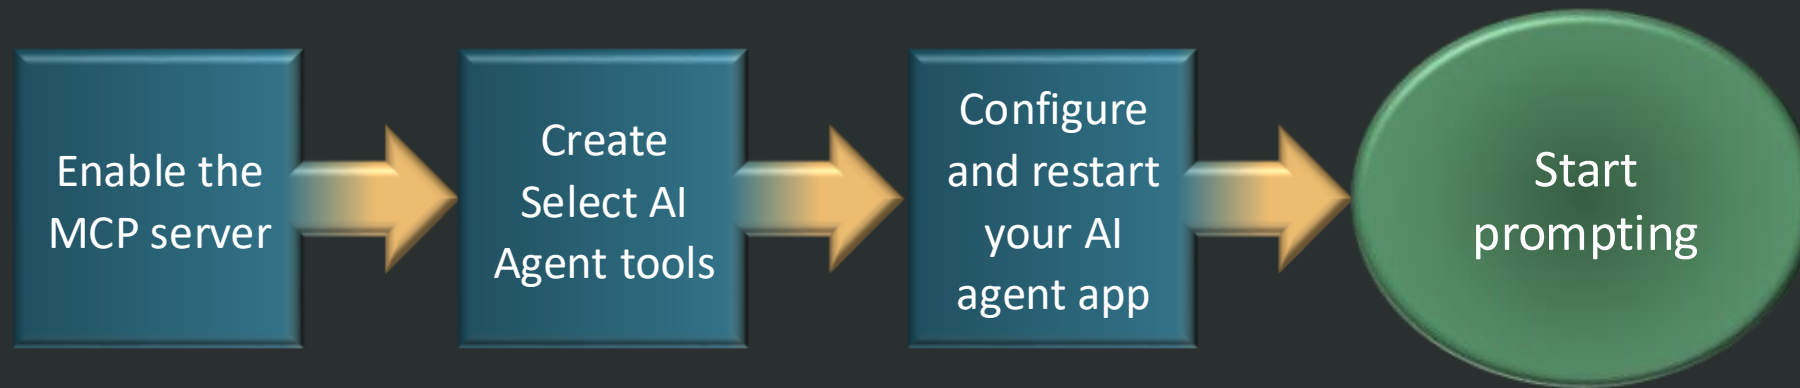 Enable the
MCP server
Create
Select AI
Agent tools
Configure
and restart
your AI
agent app
Start
prompting